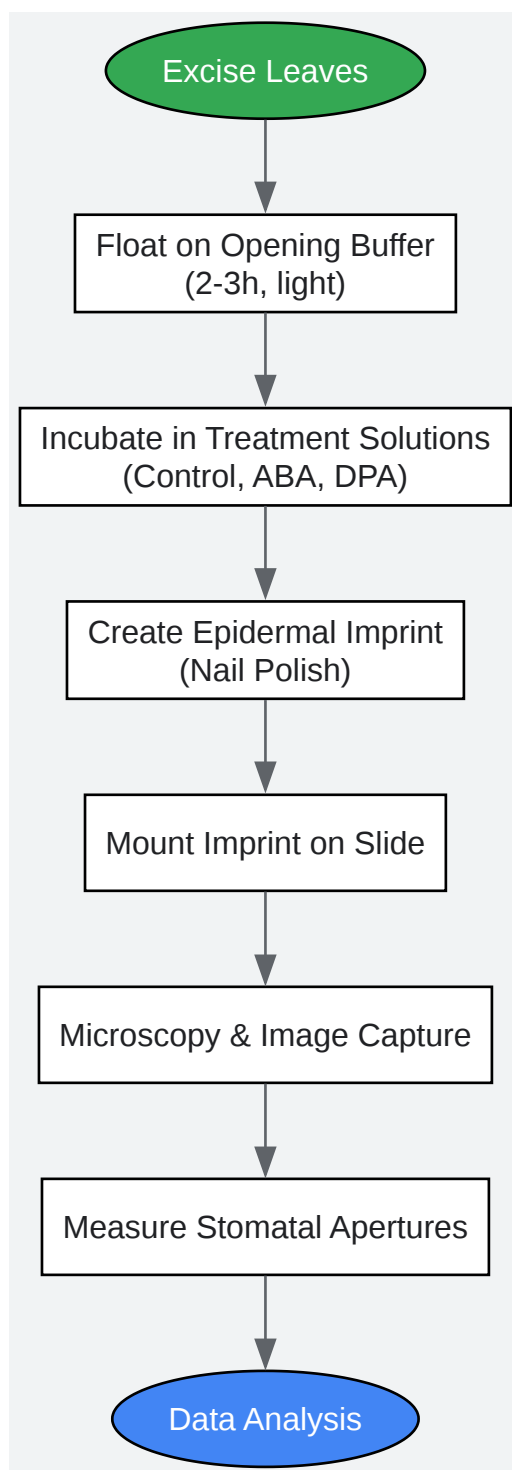 Excise Leaves
Float on Opening Buffer
(2-3h, light)
Incubate in Treatment Solutions
(Control, ABA, DPA)
Create Epidermal Imprint
(Nail Polish)
Mount Imprint on Slide
Microscopy & Image Capture
Measure Stomatal Apertures
Data Analysis